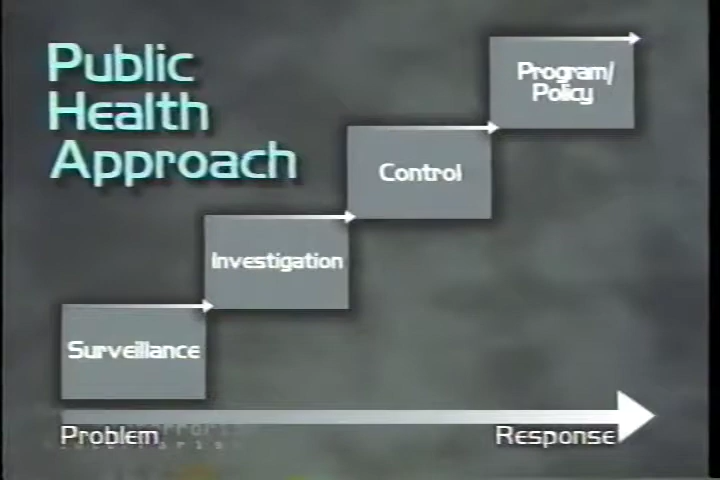 Public
Health
Approach
Program/
Policy
Control
Investigation
Surveillance
Problem
Response